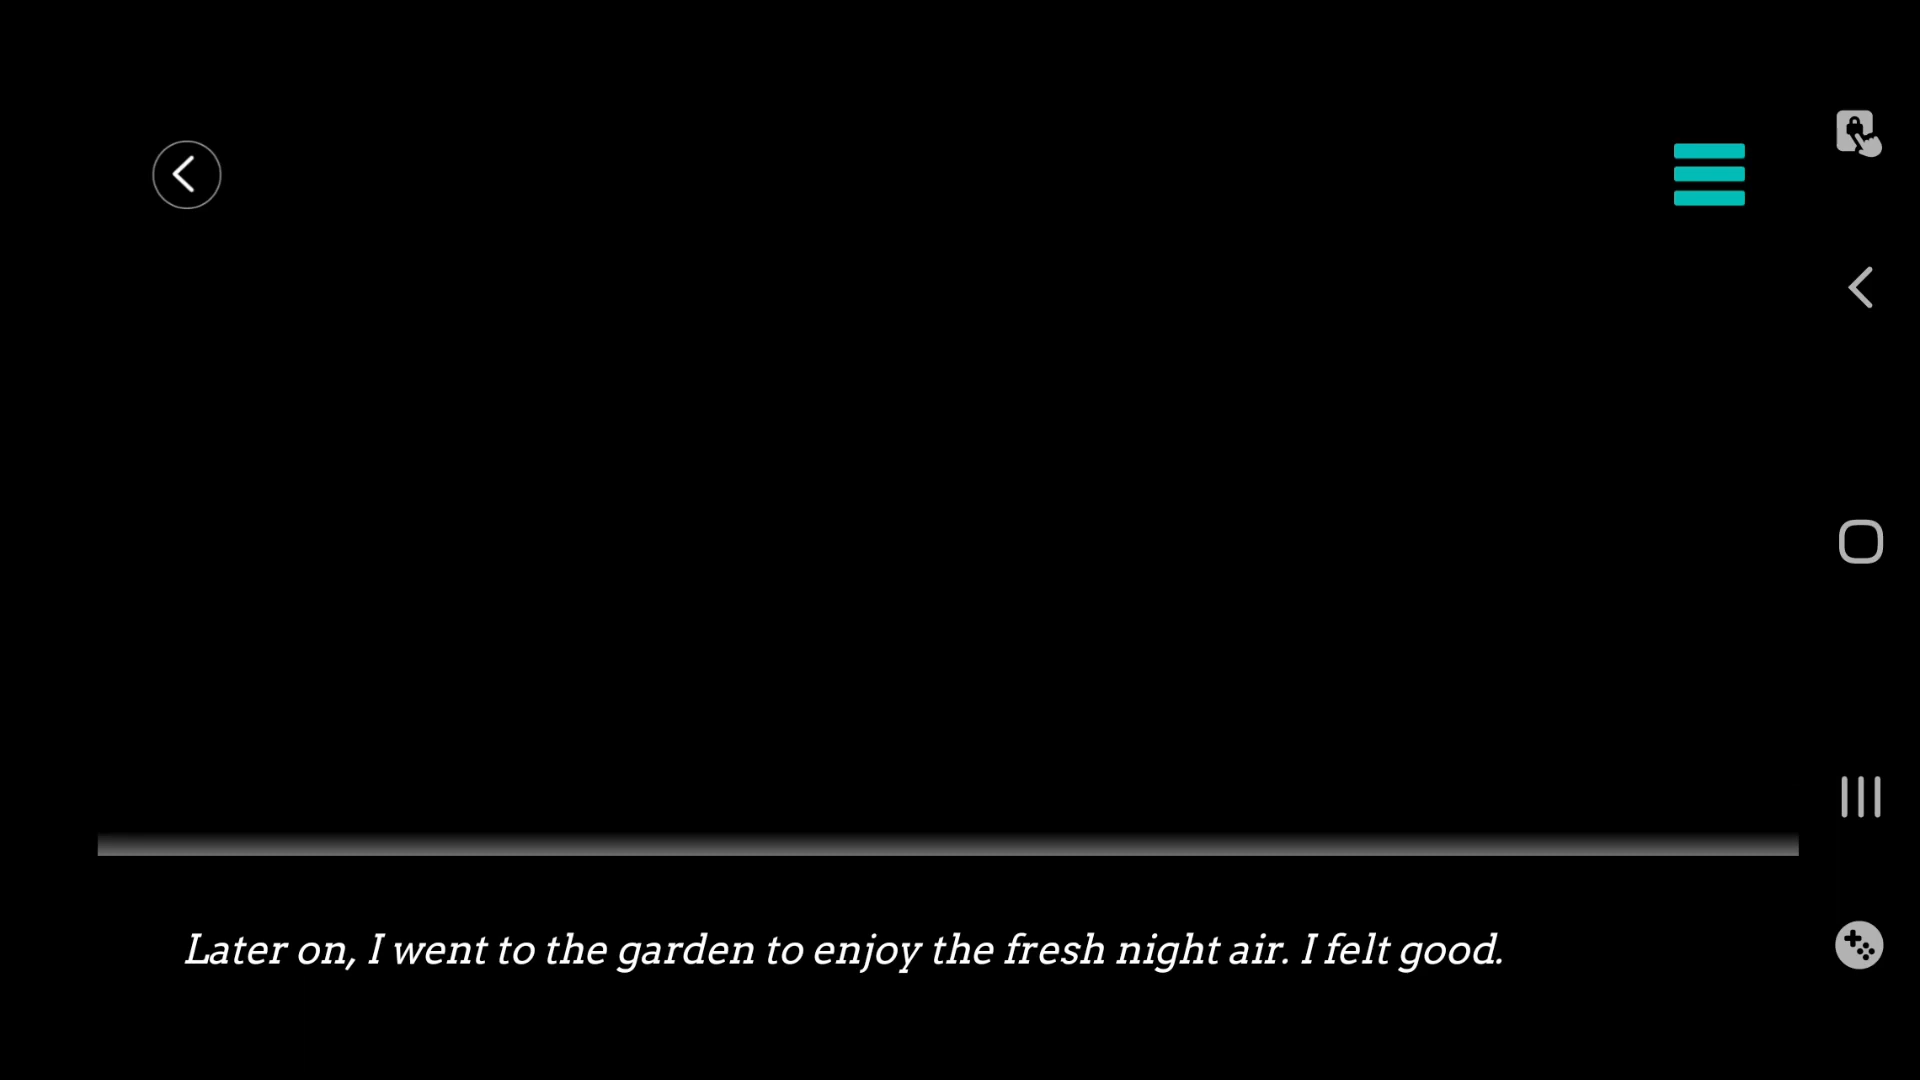 Later on, I went to the garden to enjoy the fresh night air. I felt good.